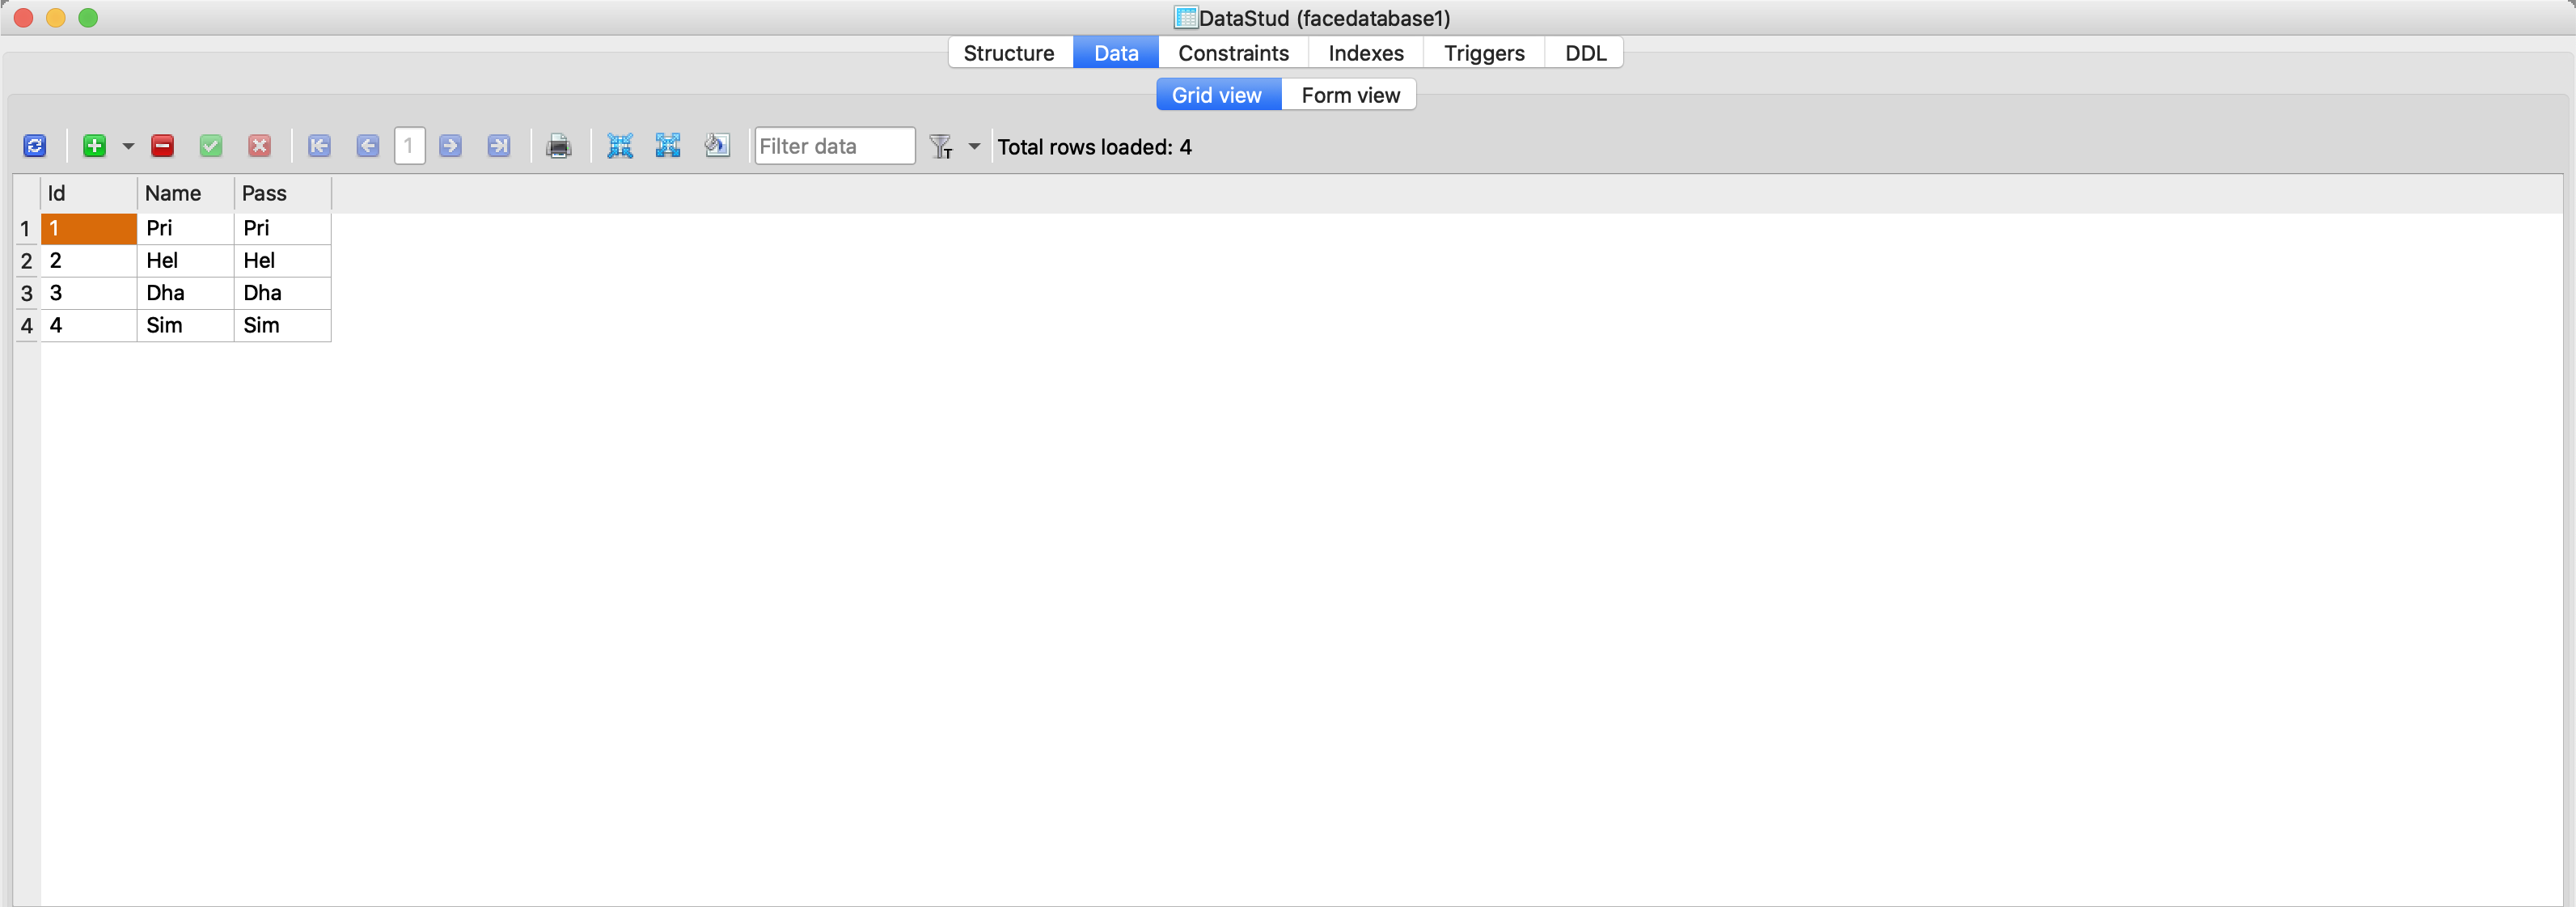 DataStud (facedatabase1)
Structure Data Constraints Indexes Triggers DDL
Grid view Form view
1 Filter data T Total rows loaded: 4
Id Name Pass
1 1 Pri Pri
2 2 Hel Hel
3 3 Dha Dha
4 4 Sim Sim